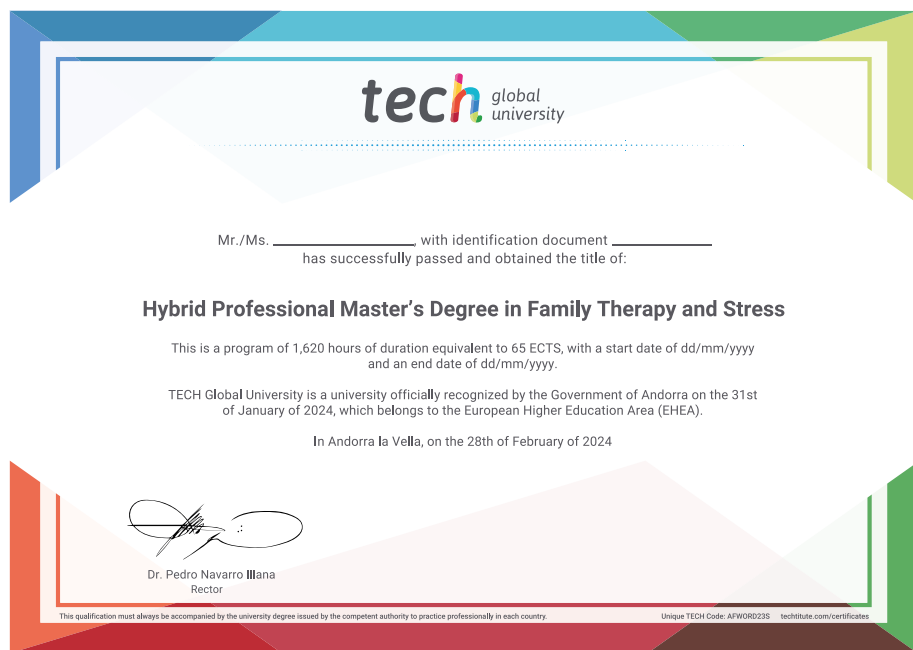 tech global
university
Mr./Ms. ____________, with identification document ____________
has successfully passed and obtained the title of:
Hybrid Professional Master’s Degree in Family Therapy and Stress
This is a program of 1,620 hours of duration equivalent to 65 ECTS, with a start date of dd/mm/yyyy
and an end date of dd/mm/yyyy.
TECH Global University is a university officially recognized by the Government of Andorra on the 31st
of January of 2024, which belongs to the European Higher Education Area (EHEA).
In Andorra la Vella, on the 28th of February of 2024
Dr. Pedro Navarro Illana
Rector
This qualification must always be accompanied by the university degree issued by the competent authority to practice professionally in each country.
Unique TECH Code: AFWORD23S techtitute.com/certificates